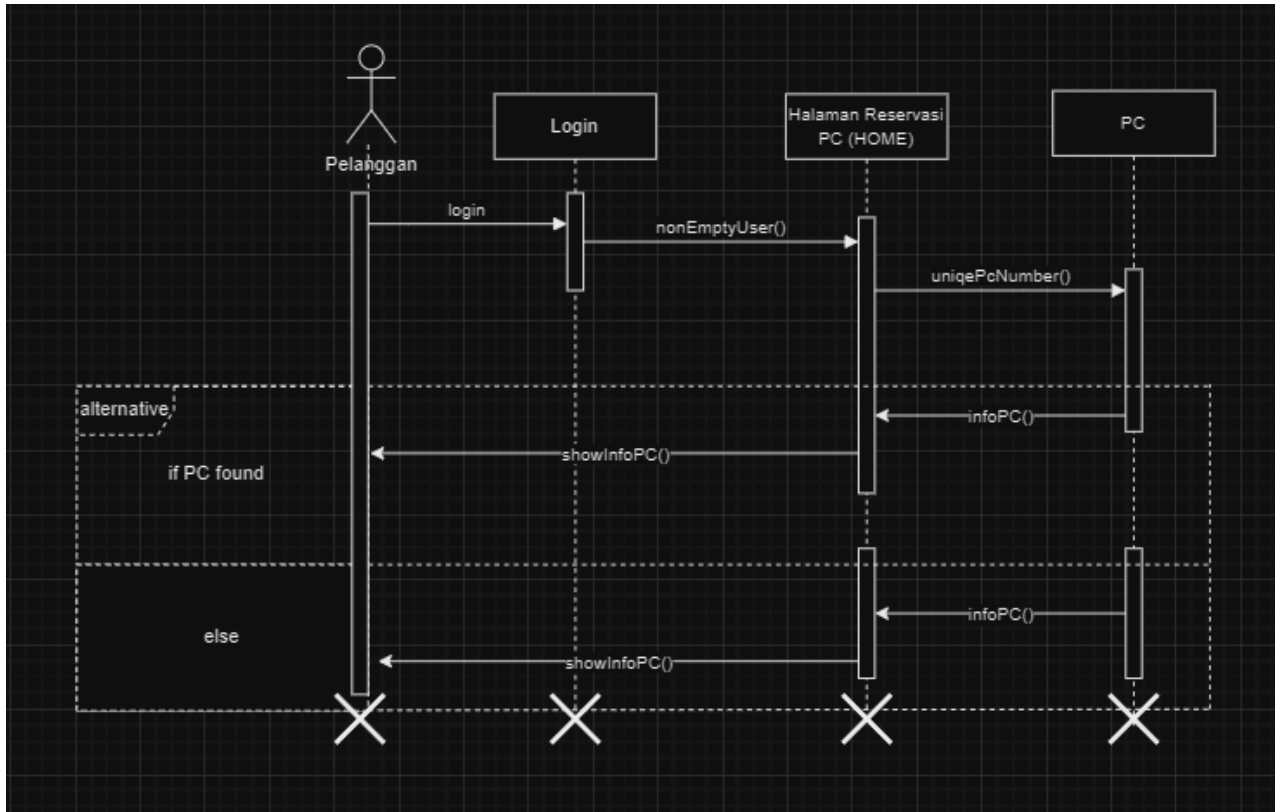 Pelanggan
Login
Halaman Reservasi
PC (HOME)
PC
login
nonEmptyUser()
uniqePcNumber()
alternative
infoPC()
showInfoPC()
if PC found
infoPC()
else
showInfoPC()